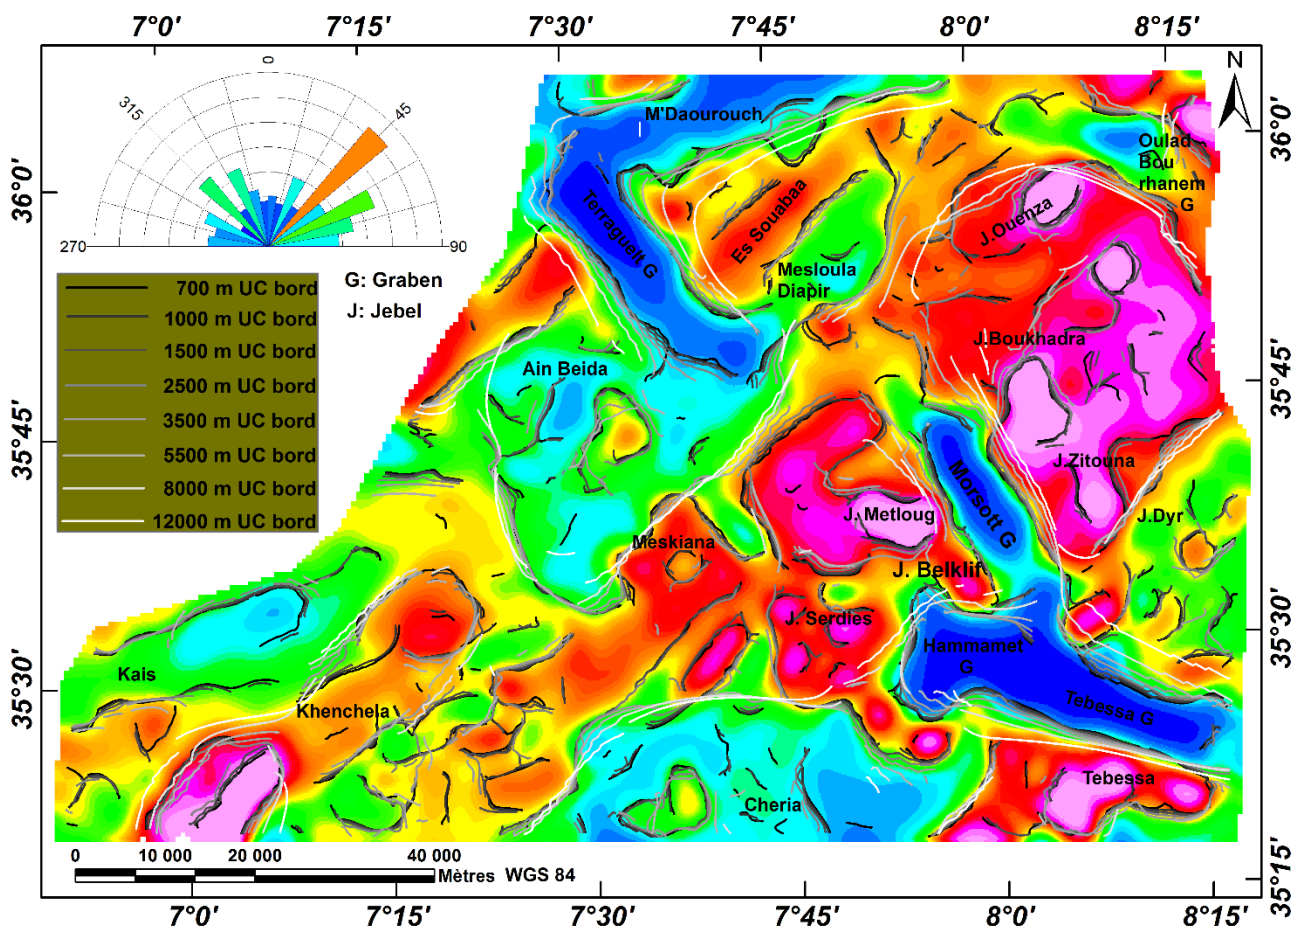 7°0' 7°15' 7°30' 7°45' 8°0' 8°15'
N
0
315
45
270
90
36°0'
36°0'
35°45'
35°45'
35°30'
35°30'
35°15'
G: Graben
J: Jebel
700 m UC bord
1000 m UC bord
1500 m UC bord
2500 m UC bord
3500 m UC bord
5500 m UC bord
8000 m UC bord
12000 m UC bord
M'Daourouch
Oulad
Bou
rhanem
G
Terraguelt G
Es Souabaa
J.Ouenza
Mesloula
Diapir
J.Boukhadra
Ain Beida
J.Zitouna
Morsott G
J. Metloug
J.Dyr
Meskiana
J. Belklif
J. Serdies
Hammamet
G
Kais
Khenchela
Tebessa G
Tebessa
Cheria
0 10 000 20 000 40 000
Mètres WGS 84
7°0' 7°15' 7°30' 7°45' 8°0' 8°15'